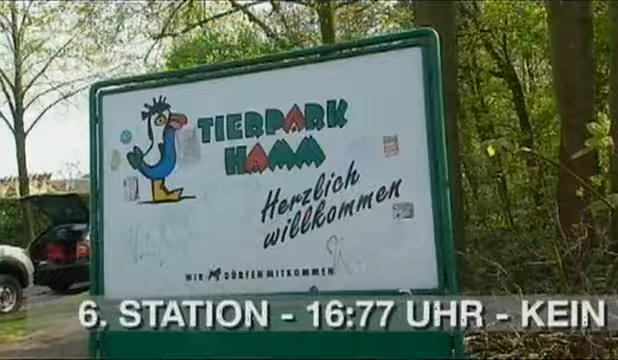 TIERPARK
HAMM
Herzlich
willkommen
WIR DÜRFEN MITKOMMEN
6. STATION - 16:77 UHR - KEIN